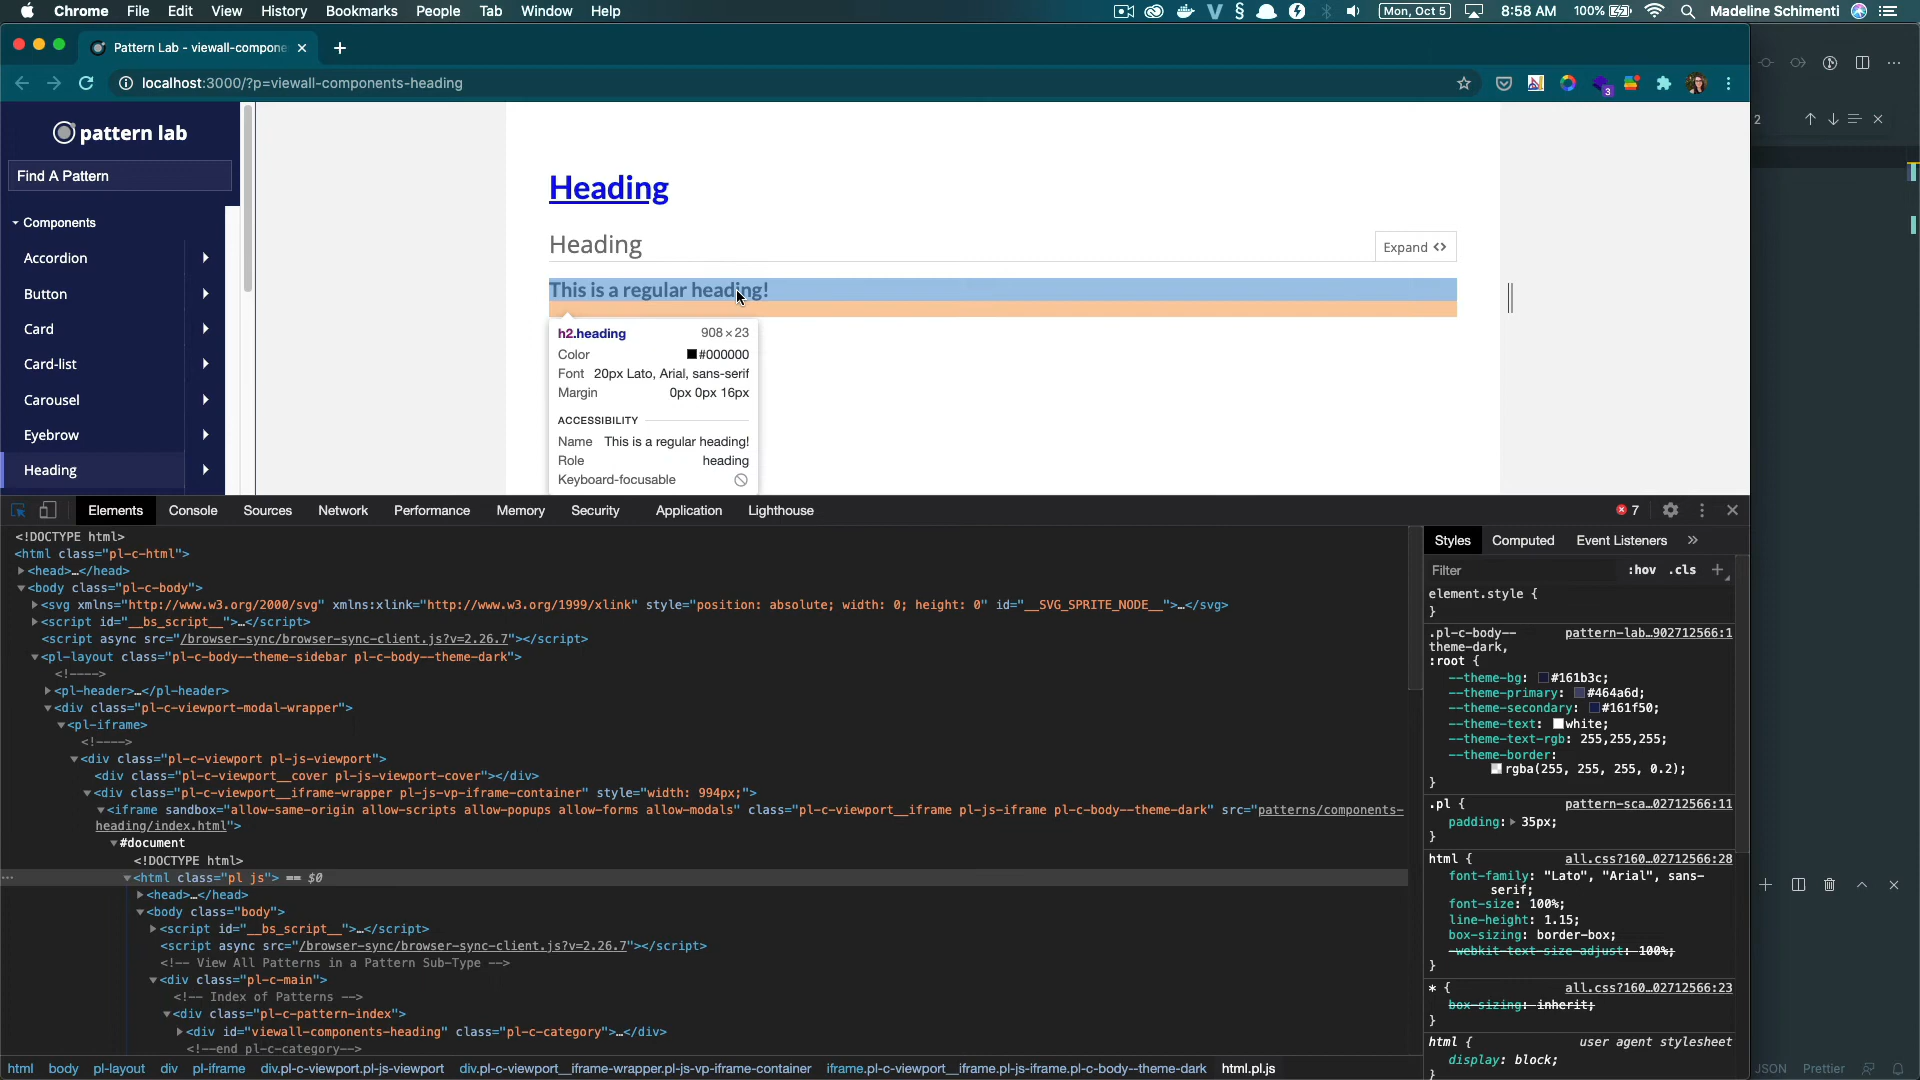 Chrome File Edit View History Bookmarks People Tab Window Help
Mon, Oct 5 8:58 AM 100% Madeline Schimenti
Pattern Lab - viewall-compone
localhost:3000/?p=viewall-components-heading
3
2
pattern lab
Find A Pattern
Components
Accordion
Button
Card
Card-list
Carousel
Eyebrow
Heading
Heading
Heading
Expand <>
This is a regular heading!
h2.heading 908×23
Color #000000
Font 20px Lato, Arial, sans-serif
Margin 0px 0px 16px
ACCESSIBILITY
Name This is a regular heading!
Role heading
Keyboard-focusable
Elements Console Sources Network Performance Memory Security Application Lighthouse 7
<!DOCTYPE html>
<html class="pl-c-html">
<head>…</head>
<body class="pl-c-body">
<svg xmlns="http://www.w3.org/2000/svg" xmlns:xlink="http://www.w3.org/1999/xlink" style="position: absolute; width: 0; height: 0" id="__SVG_SPRITE_NODE__">…</svg>
<script id="__bs_script__">…</script>
<script async src="/browser-sync/browser-sync-client.js?v=2.26.7"></script>
<pl-layout class="pl-c-body--theme-sidebar pl-c-body--theme-dark">
<!---->
<pl-header>…</pl-header>
<div class="pl-c-viewport-modal-wrapper">
<pl-iframe>
<!---->
<div class="pl-c-viewport pl-js-viewport">
<div class="pl-c-viewport__cover pl-js-viewport-cover"></div>
<div class="pl-c-viewport__iframe-wrapper pl-js-vp-iframe-container" style="width: 994px;">
<iframe sandbox="allow-same-origin allow-scripts allow-popups allow-forms allow-modals" class="pl-c-viewport__iframe pl-js-iframe pl-c-body--theme-dark" src="patterns/components-
heading/index.html">
#document
<!DOCTYPE html>
<html class="pl js"> == $0
<head>…</head>
<body class="body">
<script id="__bs_script__">…</script>
<script async src="/browser-sync/browser-sync-client.js?v=2.26.7"></script>
<!-- View All Patterns in a Pattern Sub-Type -->
<div class="pl-c-main">
<!-- Index of Patterns -->
<div class="pl-c-pattern-index">
<div id="viewall-components-heading" class="pl-c-category">…</div>
<!--end pl-c-category-->
html body pl-layout div pl-iframe div.pl-c-viewport.pl-js-viewport div.pl-c-viewport__iframe-wrapper.pl-js-vp-iframe-container iframe.pl-c-viewport__iframe.pl-js-iframe.pl-c-body--theme-dark html.pl.js
Styles Computed Event Listeners »
Filter :hov .cls +
element.style {
}
.pl-c-body-- pattern-lab…902712566:1
theme-dark,
:root {
--theme-bg: #161b3c;
--theme-primary: #464a6d;
--theme-secondary: #161f50;
--theme-text: white;
--theme-text-rgb: 255,255,255;
--theme-border:
rgba(255, 255, 255, 0.2);
}
.pl { pattern-sca…02712566:11
padding: 35px;
}
html { all.css?160…02712566:28
font-family: "Lato", "Arial", sans-
serif;
font-size: 100%;
line-height: 1.15;
box-sizing: border-box;
-webkit-text-size-adjust: 100%;
}
* { all.css?160…02712566:23
box-sizing: inherit;
}
html { user agent stylesheet
display: block;
}
JSON Prettier